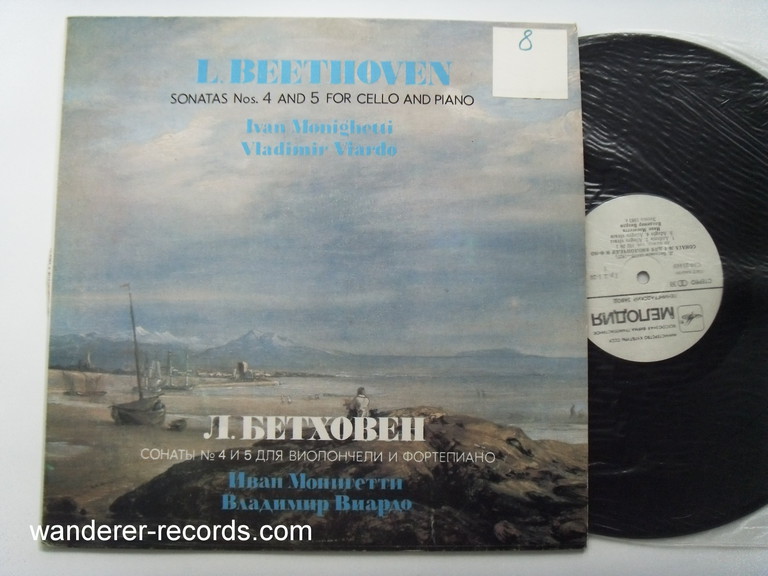 8
L. BEETHOVEN
SONATAS Nos. 4 AND 5 FOR CELLO AND PIANO
Ivan Monighetti
Vladimir Viardo
Л. БЕТХОВЕН
СОНАТЫ № 4 И 5 ДЛЯ ВИОЛОНЧЕЛИ И ФОРТЕПИАНО
Иван Монигетти
Владимир Виардо
МЕЛОДИЯ
СТЕРЕО
wanderer-records.com